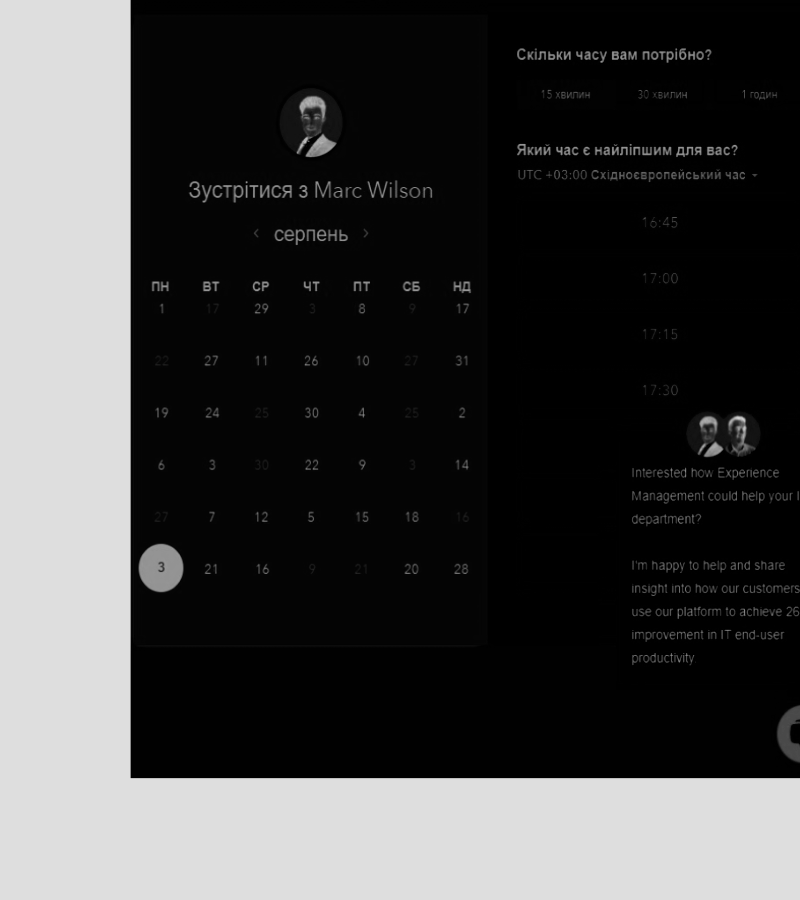 Зустрітися з Marc Wilson
‹ серпень ›
ПН ВТ СР ЧТ ПТ СБ НД
1 17 29 3 8 9 17
22 27 11 26 10 27 31
19 24 25 30 4 25 2
6 3 30 22 9 3 14
27 7 12 5 15 18 16
3 21 16 9 21 20 28
Скільки часу вам потрібно?
15 хвилин 30 хвилин 1 годин
Який час є найліпшим для вас?
UTC +03:00 Східноєвропейський час
16:45
17:00
17:15
17:30
Interested how Experience
Management could help your I
department?
I'm happy to help and share
insight into how our customers
use our platform to achieve 26
improvement in IT end-user
productivity